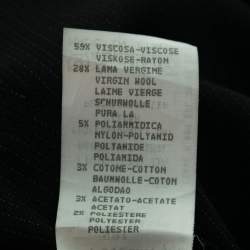 59% VISCOSA-VISCOSE
VISKOSE-RAYON
28% LANA VERGINE
VIRGIN WOOL
LAINE VIERGE
SCHURWOLLE
PURA LA
5% POLIAMMIDICA
NYLON-POLYAMID
POLYAMIDE
POLIAMIDA
3% COTONE-COTTON
BAUMWOLLE-COTON
ALGODAO
3% ACETATO-ACETATE
ACETAT
2% POLIESTERE
POLYESTER
POLIESTER